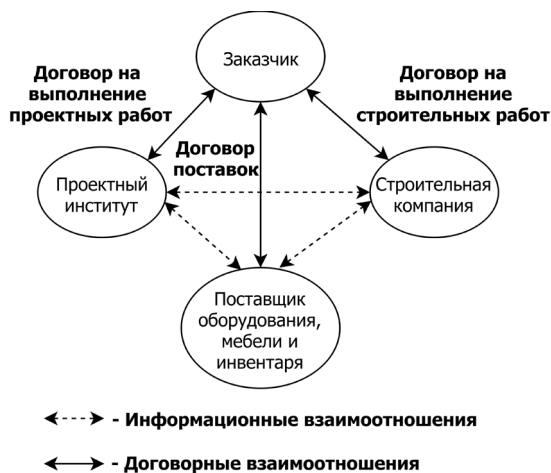 Заказчик
Договор на
выполнение
проектных работ
Договор на
выполнение
строительных работ
Договор
поставок
Проектный
институт
Строительная
компания
Поставщик
оборудования,
мебели и
инвентаря
- Информационные взаимоотношения
- Договорные взаимоотношения